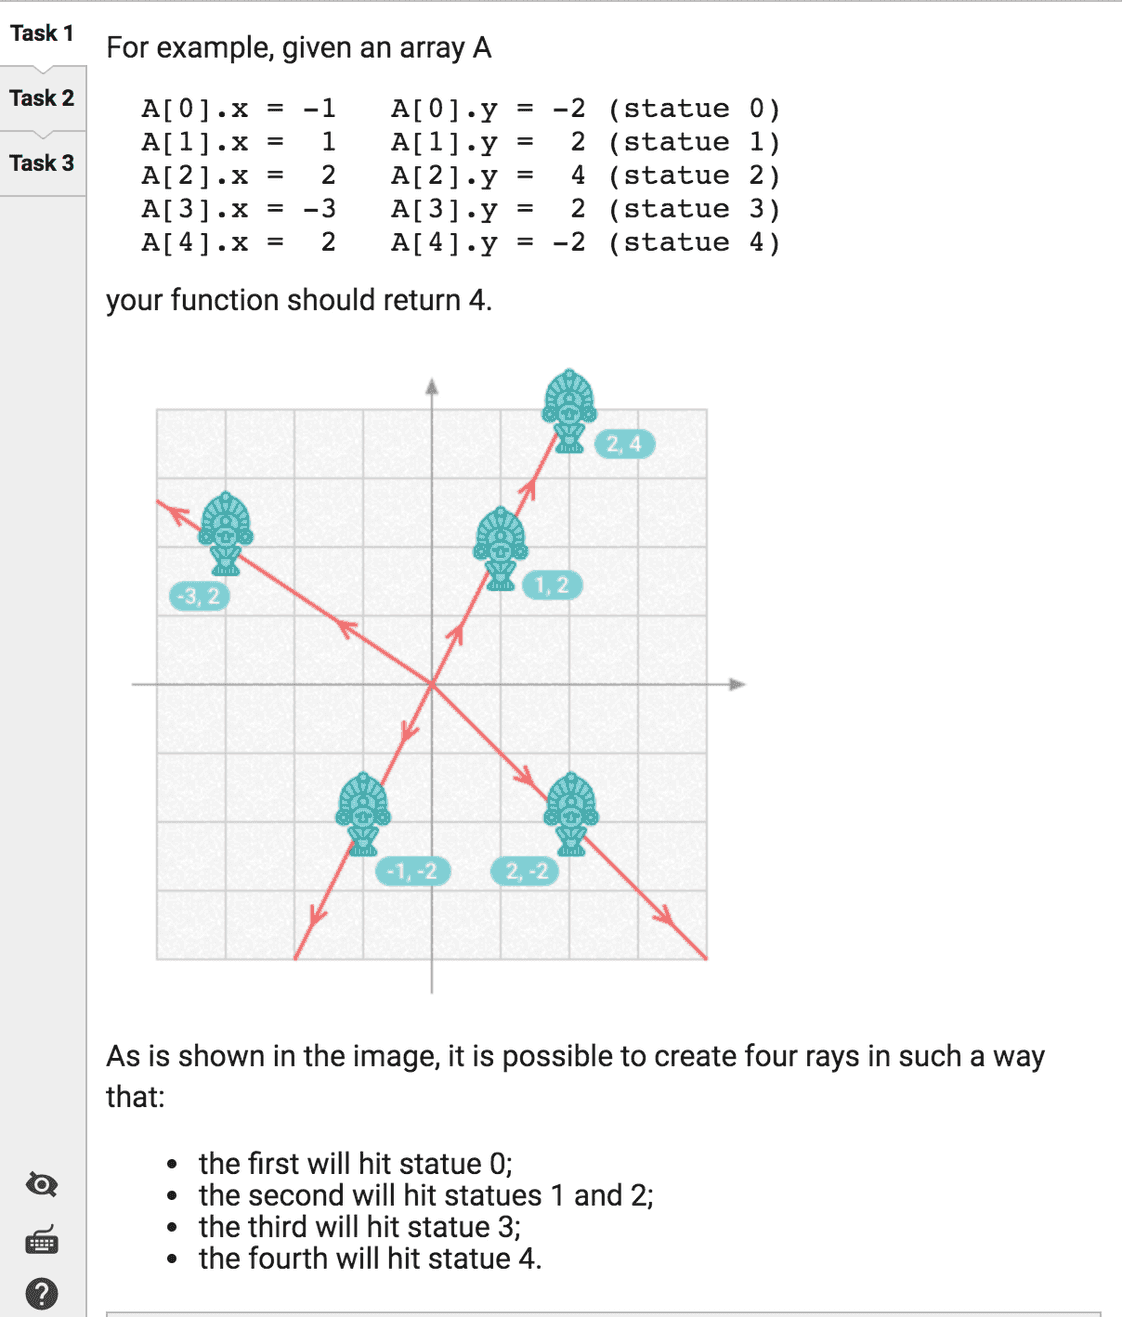 Task 1
Task 2
Task 3
For example, given an array A
A[0].x = -1   A[0].y = -2 (statue 0)
A[1].x =  1   A[1].y =  2 (statue 1)
A[2].x =  2   A[2].y =  4 (statue 2)
A[3].x = -3   A[3].y =  2 (statue 3)
A[4].x =  2   A[4].y = -2 (statue 4)
your function should return 4.
2, 4
1, 2
-3, 2
-1, -2
2, -2
As is shown in the image, it is possible to create four rays in such a way
that:
• the first will hit statue 0;
• the second will hit statues 1 and 2;
• the third will hit statue 3;
• the fourth will hit statue 4.
?